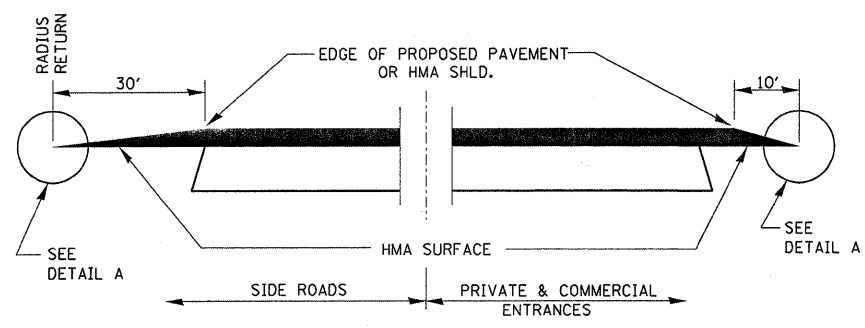 RADIUS
RETURN
30'
EDGE OF PROPOSED PAVEMENT
OR HMA SHLD.
10'
SEE
DETAIL A
HMA SURFACE
SEE
DETAIL A
SIDE ROADS
PRIVATE & COMMERCIAL
ENTRANCES